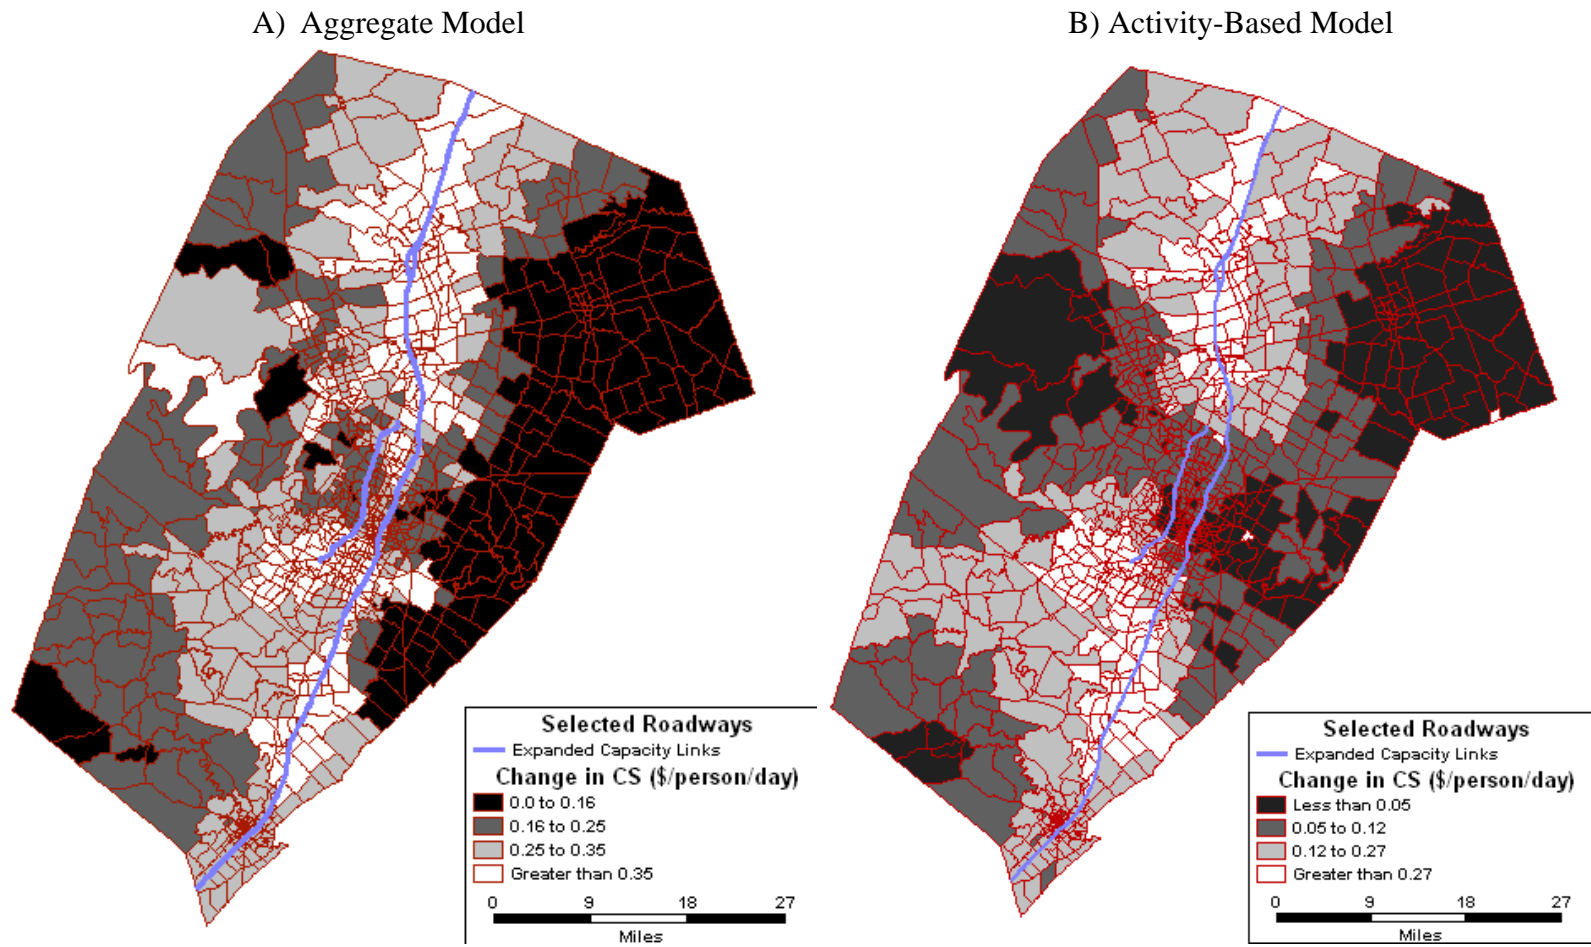 A) Aggregate Model
B) Activity-Based Model
Selected Roadways
Expanded Capacity Links
Change in CS ($/person/day)
0.0 to 0.16
0.16 to 0.25
0.25 to 0.35
Greater than 0.35
0 9 18 27
Miles
Selected Roadways
Expanded Capacity Links
Change in CS ($/person/day)
Less than 0.05
0.05 to 0.12
0.12 to 0.27
Greater than 0.27
0 9 18 27
Miles